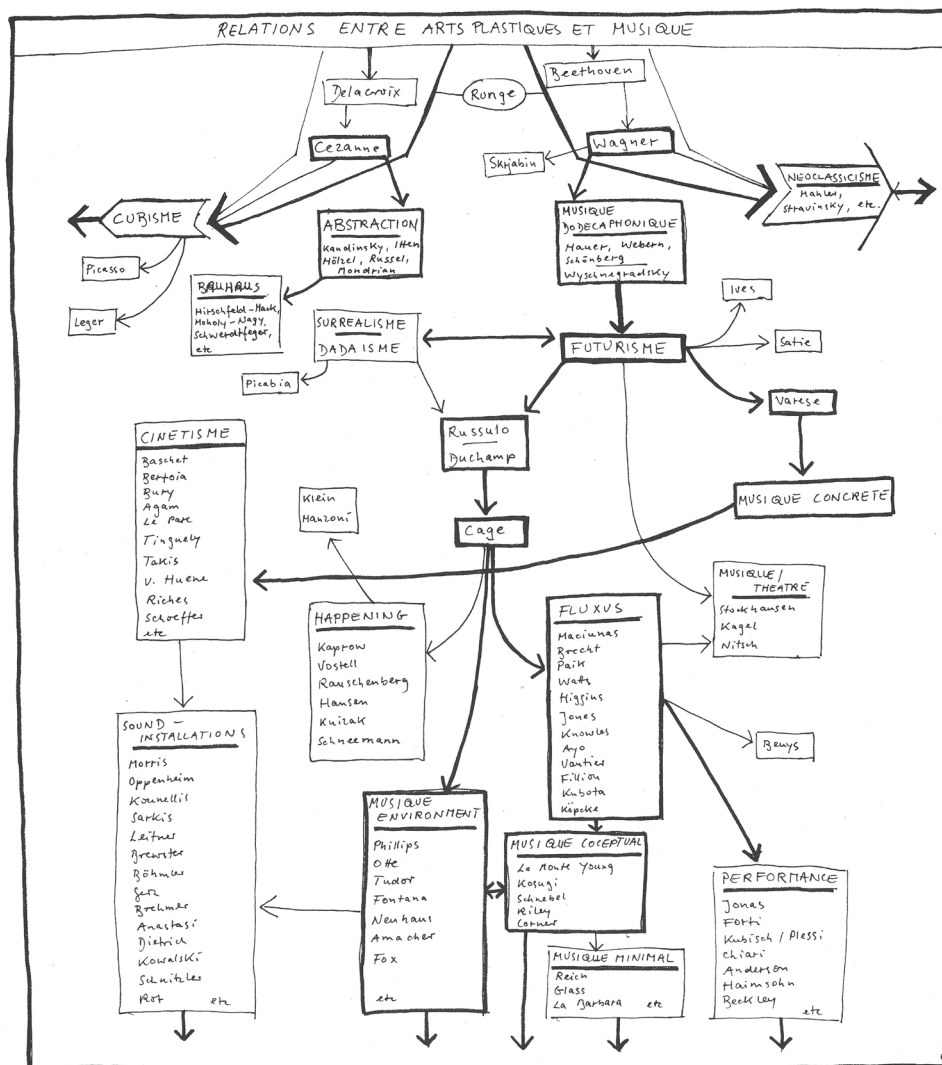 RELATIONS ENTRE ARTS PLASTIQUES ET MUSIQUE
Delacroix
Runge
Beethoven
Cezanne
Skrjabin
Wagner
NEOCLASSICISME
Mahler,
Stravinsky, etc.
CUBISME
Picasso
Leger
ABSTRACTION
Kandinsky, Itten
Hölzel, Russel,
Mondrian
MUSIQUE
DODECAPHONIQUE
Hauer, Webern,
Schönberg
Wyschnegradsky
BAUHAUS
Hirschfeld-Mack,
Moholy-Nagy,
Schwerdtfeger,
etc
SURREALISME
DADAISME
Picabia
FUTURISME
Ives
Satie
Varese
MUSIQUE CONCRETE
Russulo
Duchamp
Cage
CINETISME
Baschet
Bertoia
Bury
Agam
Le Parc
Tinguely
Takis
v. Huene
Riches
Schoeffer
etc
Klein
Manzoni
HAPPENING
Kaprow
Vostell
Rauschenberg
Hansen
Knizak
Schneemann
FLUXUS
Maciunas
Brecht
Paik
Watts
Higgins
Jones
Knowles
Ayo
Vautier
Fillion
Kubota
Köpcke
MUSIQUE/
THEATRE
Stockhausen
Kagel
Nitsch
Beuys
SOUND-
INSTALLATIONS
Morris
Oppenheim
Kounellis
Sarkis
Leitner
Brewster
Böhmler
Gerz
Brehmer
Anastasi
Dietrich
Kowalski
Schnitzler
Rot etc
MUSIQUE
ENVIRONMENT
Phillips
Otte
Tudor
Fontana
Neuhaus
Amacher
Fox
etc
MUSIQUE COCEPTUAL
La Monte Young
Kosugi
Schnebel
Riley
Corner
MUSIQUE MINIMAL
Reich
Glass
La Barbara etc
PERFORMANCE
Jonas
Forti
Kubisch / Plessi
Chiari
Anderson
Haimsohn
Beckley
etc